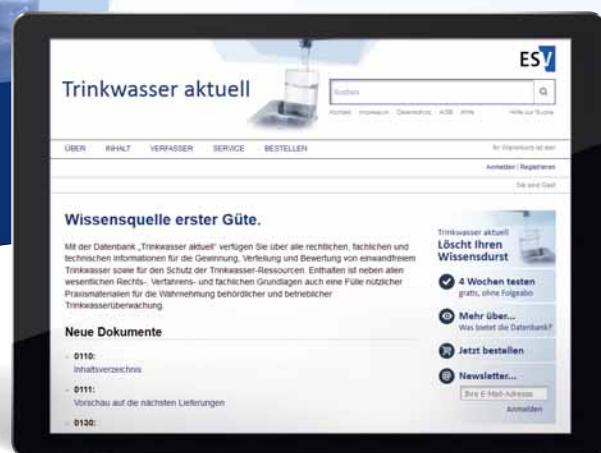 ESV
Trinkwasser aktuell
Suchen
Kontakt Impressum Datenschutz AGB Hilfe
Hilfe zur Suche
ÜBER INHALT VERFASSER SERVICE BESTELLEN
Ihr Warenkorb ist leer
Anmelden | Registrieren
Sie sind Gast
Wissensquelle erster Güte.
Mit der Datenbank „Trinkwasser aktuell“ verfügen Sie über alle rechtlichen, fachlichen und
technischen Informationen für die Gewinnung, Verteilung und Bewertung von einwandfreiem
Trinkwasser sowie für den Schutz der Trinkwasser-Ressourcen. Enthalten ist neben allen
wesentlichen Rechts-, Verfahrens- und fachlichen Grundlagen auch eine Fülle nützlicher
Praxismaterialien für die Wahrnehmung behördlicher und betrieblicher
Trinkwasserüberwachung.
Neue Dokumente
0110:
Inhaltsverzeichnis
0111:
Vorschau auf die nächsten Lieferungen
0130:
Trinkwasser aktuell
Löscht Ihren
Wissensdurst
4 Wochen testen
gratis, ohne Folgeabo
Mehr über...
Was bietet die Datenbank?
Jetzt bestellen
Newsletter...
Ihre E-Mail-Adresse
Anmelden